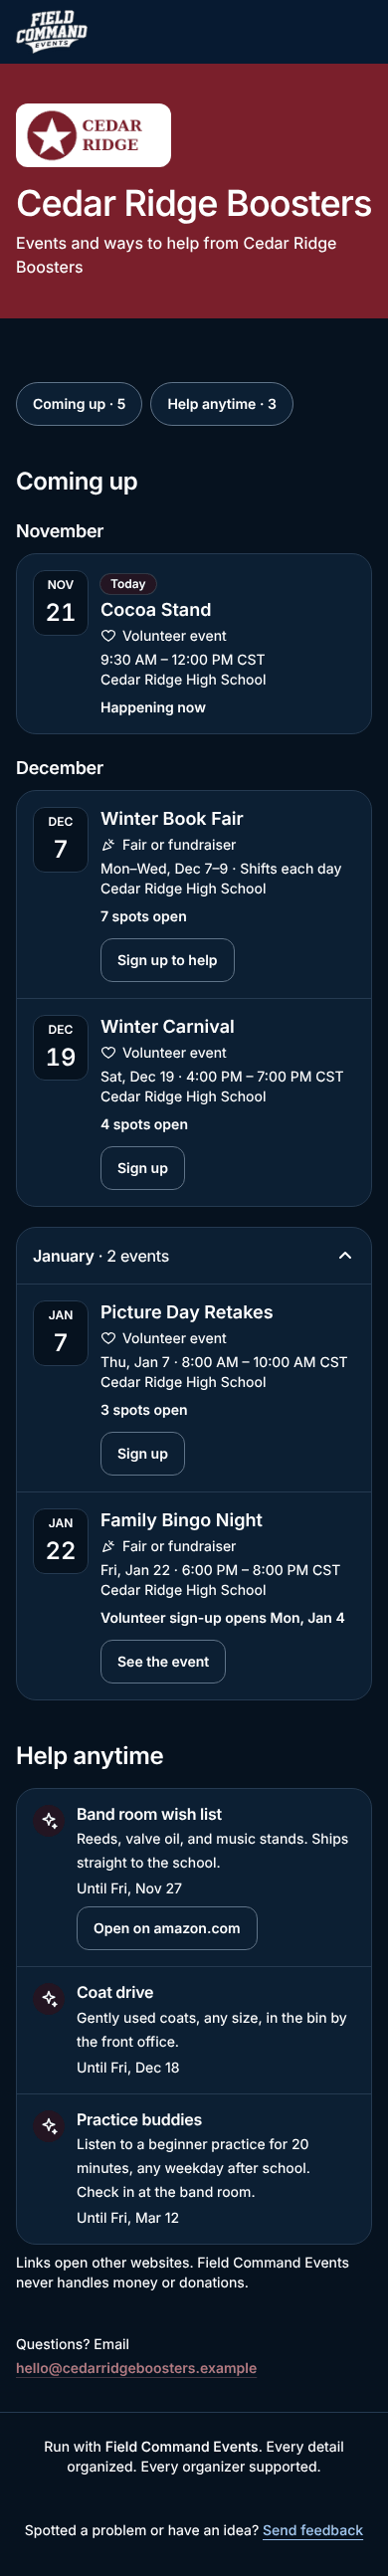 FIELD
COMMAND
EVENTS
CEDAR
RIDGE
Cedar Ridge Boosters
Events and ways to help from Cedar Ridge
Boosters
Coming up · 5
Help anytime · 3
Coming up
November
NOV
21
Today
Cocoa Stand
Volunteer event
9:30 AM – 12:00 PM CST
Cedar Ridge High School
Happening now
December
DEC
7
Winter Book Fair
Fair or fundraiser
Mon–Wed, Dec 7–9 · Shifts each day
Cedar Ridge High School
7 spots open
Sign up to help
DEC
19
Winter Carnival
Volunteer event
Sat, Dec 19 · 4:00 PM – 7:00 PM CST
Cedar Ridge High School
4 spots open
Sign up
January · 2 events
JAN
7
Picture Day Retakes
Volunteer event
Thu, Jan 7 · 8:00 AM – 10:00 AM CST
Cedar Ridge High School
3 spots open
Sign up
JAN
22
Family Bingo Night
Fair or fundraiser
Fri, Jan 22 · 6:00 PM – 8:00 PM CST
Cedar Ridge High School
Volunteer sign-up opens Mon, Jan 4
See the event
Help anytime
Band room wish list
Reeds, valve oil, and music stands. Ships
straight to the school.
Until Fri, Nov 27
Open on amazon.com
Coat drive
Gently used coats, any size, in the bin by
the front office.
Until Fri, Dec 18
Practice buddies
Listen to a beginner practice for 20
minutes, any weekday after school.
Check in at the band room.
Until Fri, Mar 12
Links open other websites. Field Command Events
never handles money or donations.
Questions? Email
hello@cedarridgeboosters.example
Run with Field Command Events. Every detail
organized. Every organizer supported.
Spotted a problem or have an idea? Send feedback